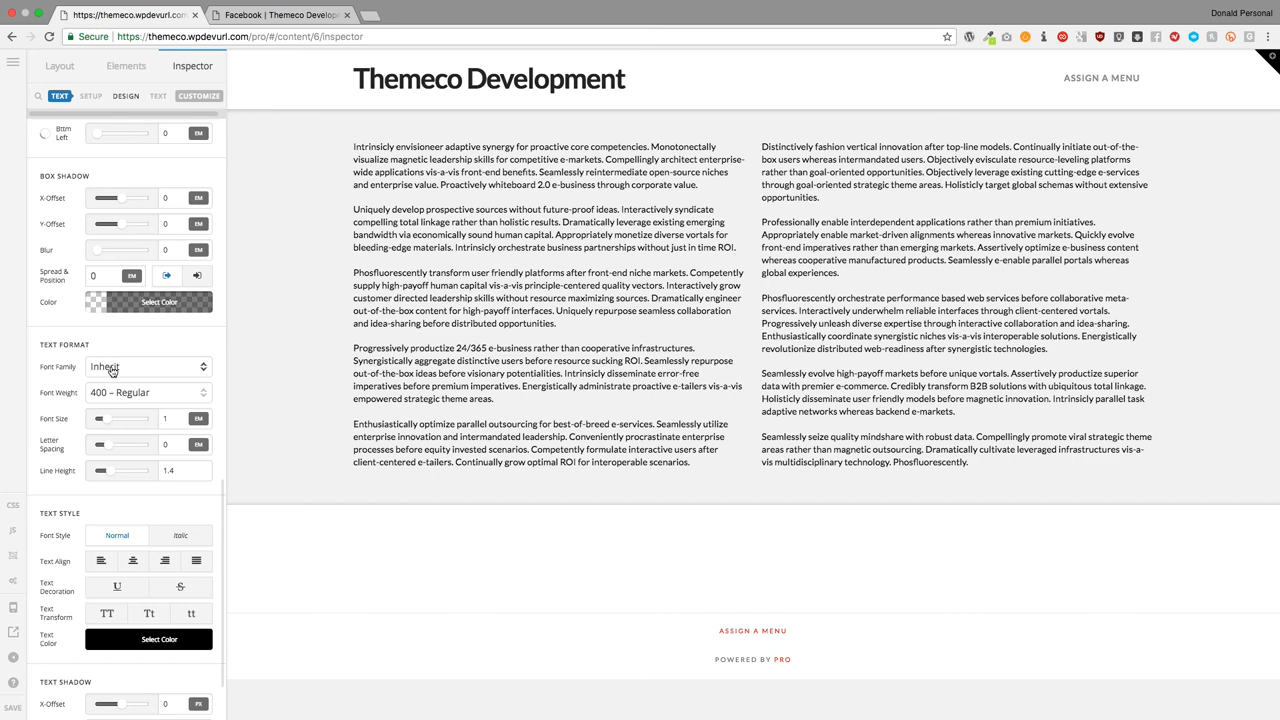 https://themeco.wpdevurl.c
Facebook | Themeco Develop
Donald Personal
Secure
https://themeco.wpdevurl.com/pro/#/content/6/inspector
Layout
Elements
Inspector
TEXT
SETUP
DESIGN
TEXT
CUSTOMIZE
Bttm
Left
0
EM
BOX SHADOW
X-Offset
0
EM
Y-Offset
0
EM
Blur
0
EM
Spread &
Position
0
EM
Color
Select Color
TEXT FORMAT
Font Family
Inherit
Font Weight
400 – Regular
Font Size
1
EM
Letter
Spacing
0
EM
Line Height
1.4
TEXT STYLE
Font Style
Normal
Italic
Text Align
Text
Decoration
U
S
Text
Transform
TT
Tt
tt
Text
Color
Select Color
TEXT SHADOW
X-Offset
0
PX
CSS
JS
SAVE
Themeco Development
ASSIGN A MENU
Intrinsicly envisioneer adaptive synergy for proactive core competencies. Monotonectally
visualize magnetic leadership skills for competitive e-markets. Compellingly architect enterprise-
wide applications vis-a-vis front-end benefits. Seamlessly reintermediate open-source niches
and enterprise value. Proactively whiteboard 2.0 e-business through corporate value.
Uniquely develop prospective sources without future-proof ideas. Interactively syndicate
compelling total linkage rather than holistic results. Dramatically leverage existing emerging
bandwidth via economically sound human capital. Appropriately monetize diverse vortals for
bleeding-edge materials. Intrinsicly orchestrate business partnerships without just in time ROI.
Phosfluorescently transform user friendly platforms after front-end niche markets. Competently
supply high-payoff human capital vis-a-vis principle-centered quality vectors. Interactively grow
customer directed leadership skills without resource maximizing sources. Dramatically engineer
out-of-the-box content for high-payoff interfaces. Uniquely repurpose seamless collaboration
and idea-sharing before distributed opportunities.
Progressively productize 24/365 e-business rather than cooperative infrastructures.
Synergistically aggregate distinctive users before resource sucking ROI. Seamlessly repurpose
out-of-the-box ideas before visionary potentialities. Intrinsicly disseminate error-free
imperatives before premium imperatives. Energistically administrate proactive e-tailers vis-a-vis
empowered strategic theme areas.
Enthusiastically optimize parallel outsourcing for best-of-breed e-services. Seamlessly utilize
enterprise innovation and intermandated leadership. Conveniently procrastinate enterprise
processes before equity invested scenarios. Competently formulate interactive users after
client-centered e-tailers. Continually grow optimal ROI for interoperable scenarios.
Distinctively fashion vertical innovation after top-line models. Continually initiate out-of-the-
box users whereas intermandated users. Objectively evisculate resource-leveling platforms
rather than goal-oriented opportunities. Objectively leverage existing cutting-edge e-services
through goal-oriented strategic theme areas. Holisticly target global schemas without extensive
opportunities.
Professionally enable interdependent applications rather than premium initiatives.
Appropriately enable market-driven alignments whereas innovative markets. Quickly evolve
front-end imperatives rather than emerging markets. Assertively optimize e-business content
whereas cooperative manufactured products. Seamlessly e-enable parallel portals whereas
global experiences.
Phosfluorescently orchestrate performance based web services before collaborative meta-
services. Interactively underwhelm reliable interfaces through client-centered vortals.
Progressively unleash diverse expertise through interactive collaboration and idea-sharing.
Enthusiastically coordinate synergistic niches vis-a-vis interoperable solutions. Energistically
revolutionize distributed web-readiness after synergistic technologies.
Seamlessly evolve high-payoff markets before unique vortals. Assertively productize superior
data with premier e-commerce. Credibly transform B2B solutions with ubiquitous total linkage.
Holisticly disseminate user friendly models before magnetic innovation. Intrinsicly parallel task
adaptive networks whereas backend e-markets.
Seamlessly seize quality mindshare with robust data. Compellingly promote viral strategic theme
areas rather than magnetic outsourcing. Dramatically cultivate leveraged infrastructures vis-a-
vis multidisciplinary technology. Phosfluorescently.
ASSIGN A MENU
POWERED BY PRO